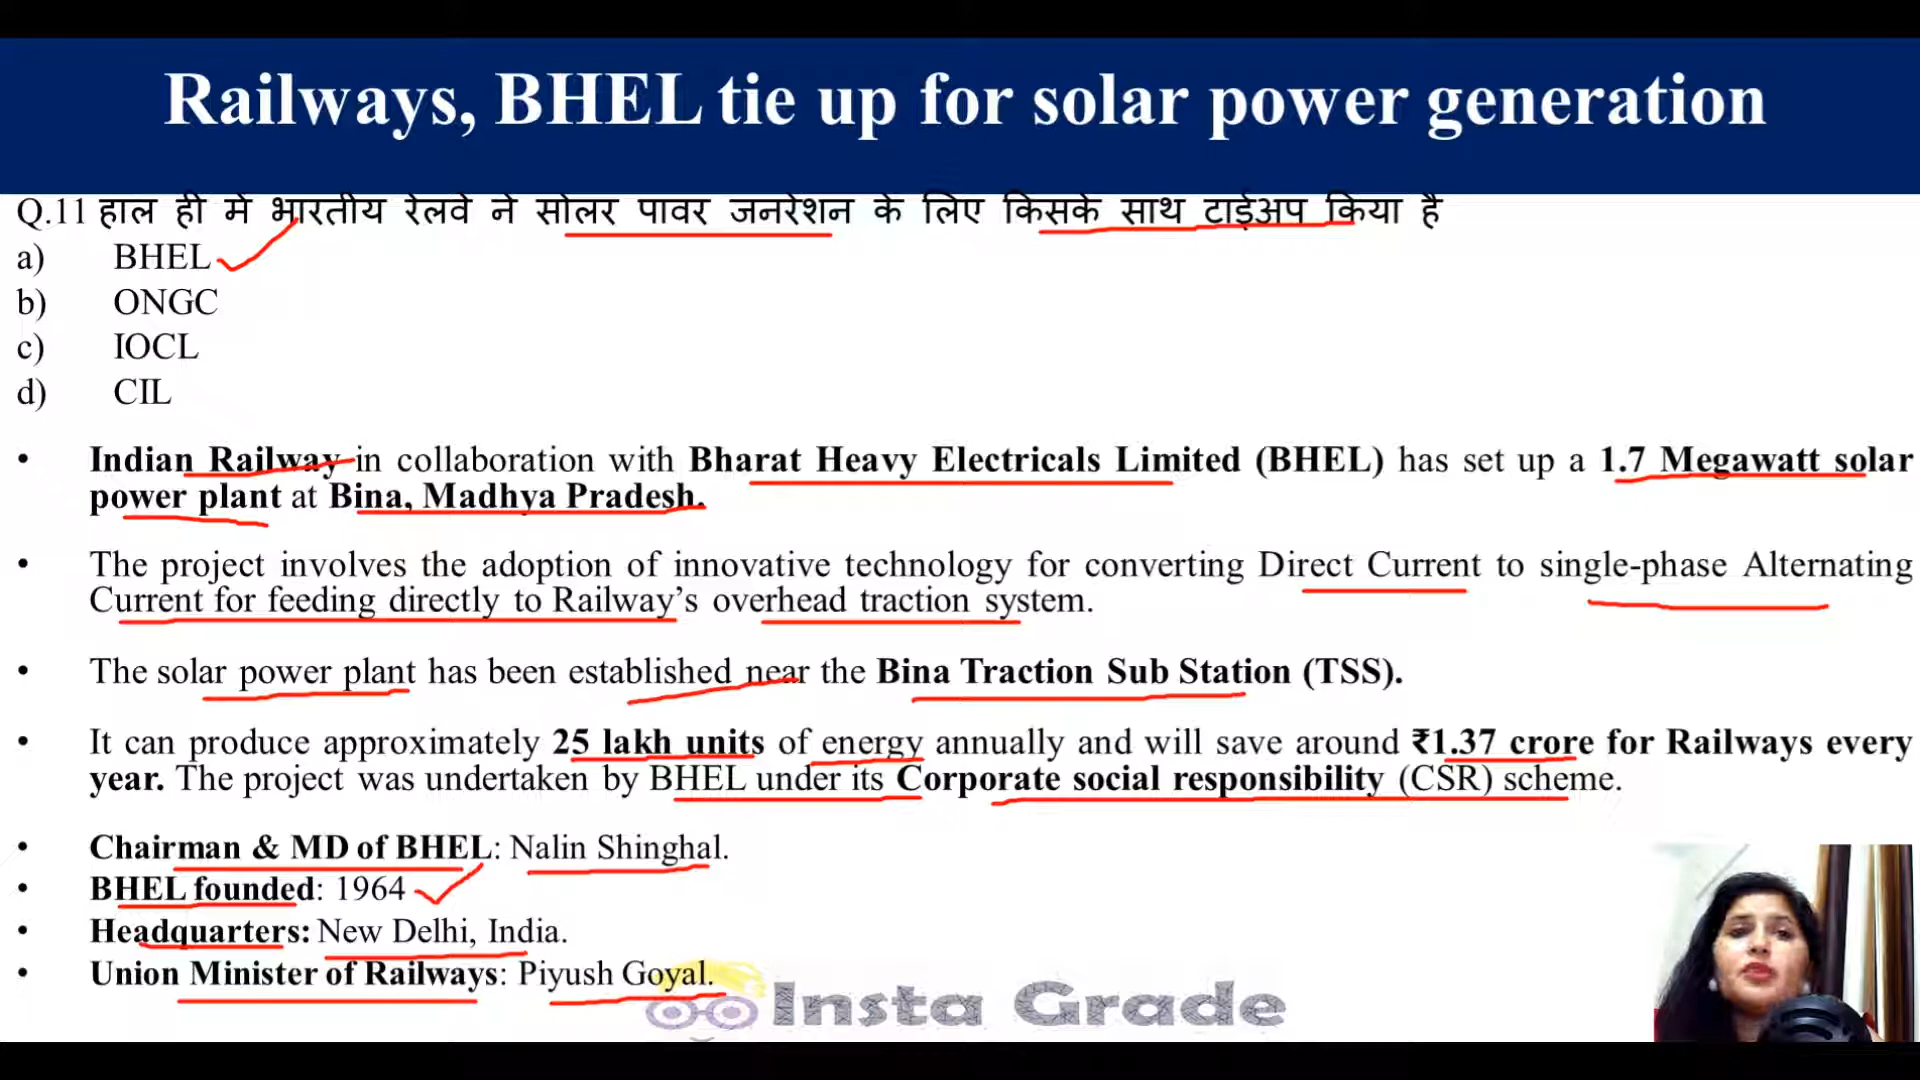 Railways, BHEL tie up for solar power generation
Q.11 हाल ही में भारतीय रेलवे ने सोलर पावर जनरेशन के लिए किसके साथ टाईअप किया है
a) BHEL
b) ONGC
c) IOCL
d) CIL
• Indian Railway in collaboration with Bharat Heavy Electricals Limited (BHEL) has set up a 1.7 Megawatt solar
power plant at Bina, Madhya Pradesh.
• The project involves the adoption of innovative technology for converting Direct Current to single-phase Alternating
Current for feeding directly to Railway’s overhead traction system.
• The solar power plant has been established near the Bina Traction Sub Station (TSS).
• It can produce approximately 25 lakh units of energy annually and will save around ₹1.37 crore for Railways every
year. The project was undertaken by BHEL under its Corporate social responsibility (CSR) scheme.
• Chairman & MD of BHEL: Nalin Shinghal.
• BHEL founded: 1964
• Headquarters: New Delhi, India.
• Union Minister of Railways: Piyush Goyal.
Insta Grade